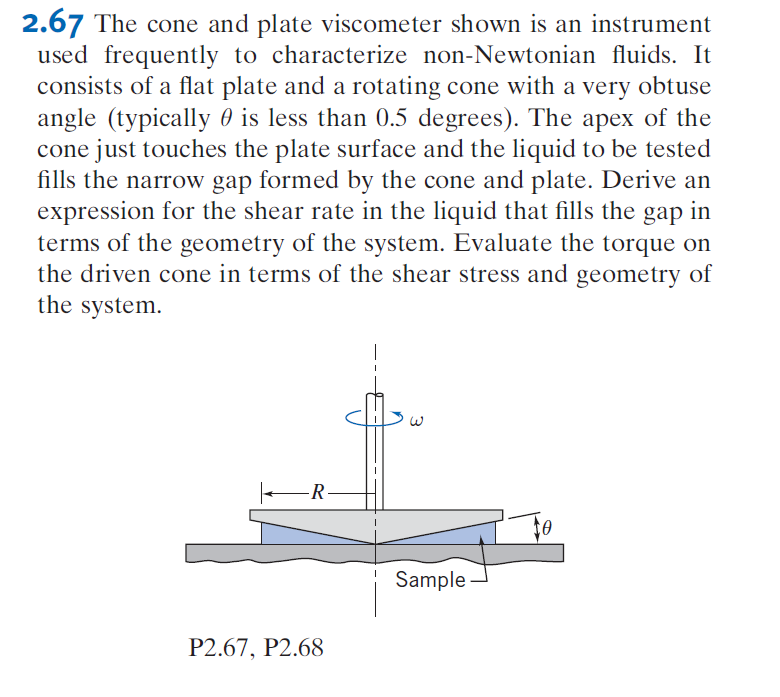 2.67 The cone and plate viscometer shown is an instrument
used frequently to characterize non-Newtonian fluids. It
consists of a flat plate and a rotating cone with a very obtuse
angle (typically θ is less than 0.5 degrees). The apex of the
cone just touches the plate surface and the liquid to be tested
fills the narrow gap formed by the cone and plate. Derive an
expression for the shear rate in the liquid that fills the gap in
terms of the geometry of the system. Evaluate the torque on
the driven cone in terms of the shear stress and geometry of
the system.
ω
R
θ
Sample
P2.67, P2.68